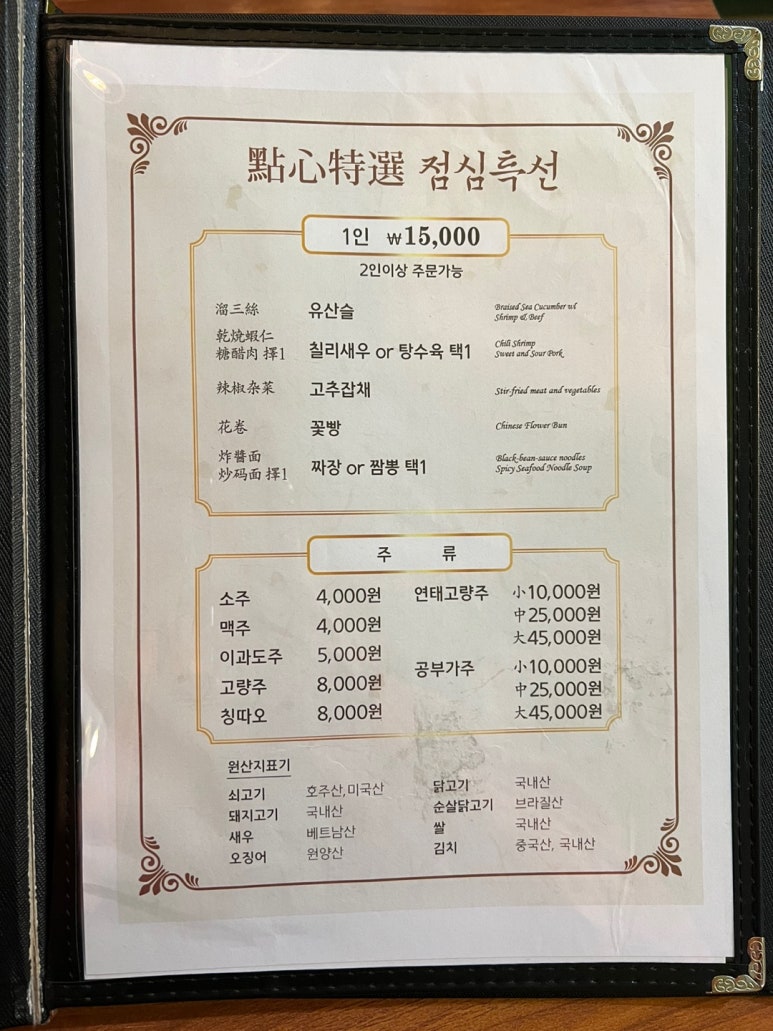 點心特選 점심특선
1인 ₩15,000
2인이상 주문가능
溜三絲 유산슬 Braised Sea Cucumber w/
Shrimp & Beef
乾燒蝦仁
糖醋肉 擇1 칠리새우 or 탕수육 택1 Chili Shrimp
Sweet and Sour Pork
辣椒杂菜 고추잡채 Stir-fried meat and vegetables
花卷 꽃빵 Chinese Flower Bun
炸醬面
炒码面 擇1 짜장 or 짬뽕 택1 Black-bean-sauce noodles
Spicy Seafood Noodle Soup
주 류
소주 4,000원
맥주 4,000원
이과도주 5,000원
고량주 8,000원
칭따오 8,000원
연태고량주 小10,000원
中25,000원
大45,000원
공부가주 小10,000원
中25,000원
大45,000원
원산지표기
쇠고기 호주산,미국산
돼지고기 국내산
새우 베트남산
오징어 원양산
닭고기 국내산
순살닭고기 브라질산
쌀 국내산
김치 중국산, 국내산